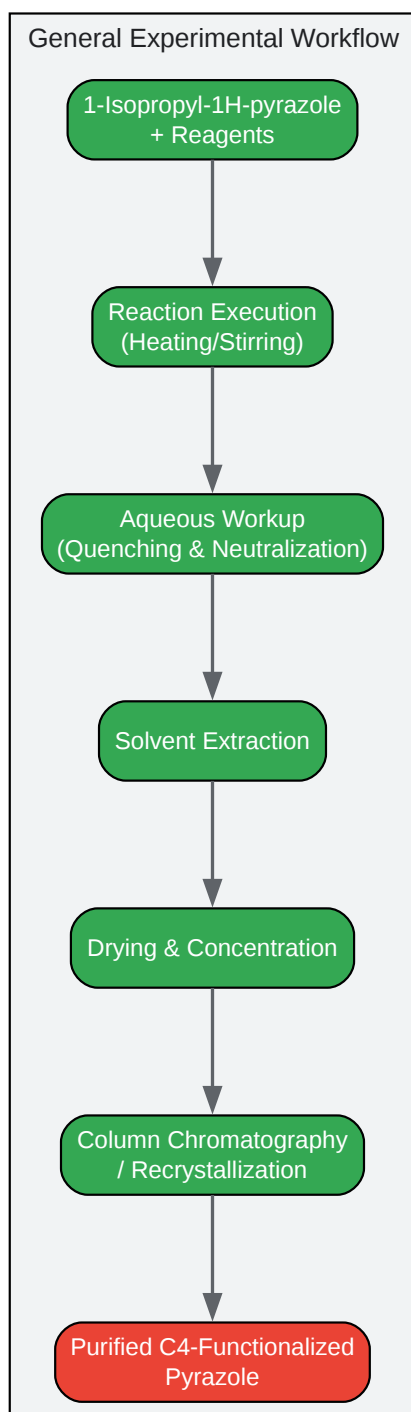 General Experimental Workflow
1-Isopropyl-1H-pyrazole
+ Reagents
Reaction Execution
(Heating/Stirring)
Aqueous Workup
(Quenching & Neutralization)
Solvent Extraction
Drying & Concentration
Column Chromatography
/ Recrystallization
Purified C4-Functionalized
Pyrazole